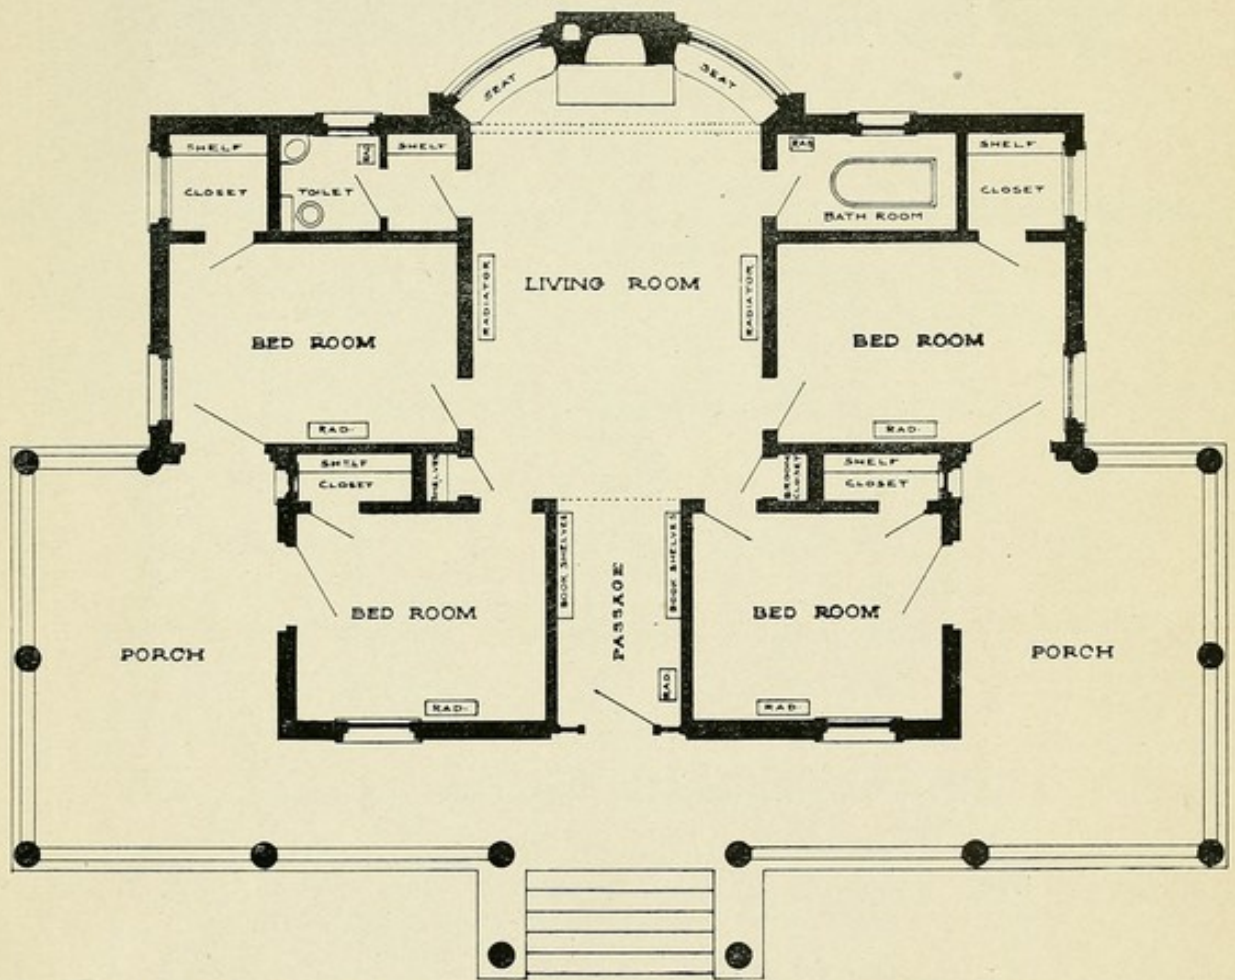 SEAT
SEAT
SHELF
RAD
SHELF
RAD
SHELF
CLOSET
TOILET
CLOSET
BATH ROOM
RADIATOR
LIVING ROOM
RADIATOR
BED ROOM
BED ROOM
RAD.
RAD.
SHELF
CLOSET
SHELVES
BROOM
CLOSET
SHELF
CLOSET
BOOK SHELVES
PASSAGE
BOOK SHELVES
BED ROOM
BED ROOM
PORCH
PORCH
RAD.
RAD.
RAD.